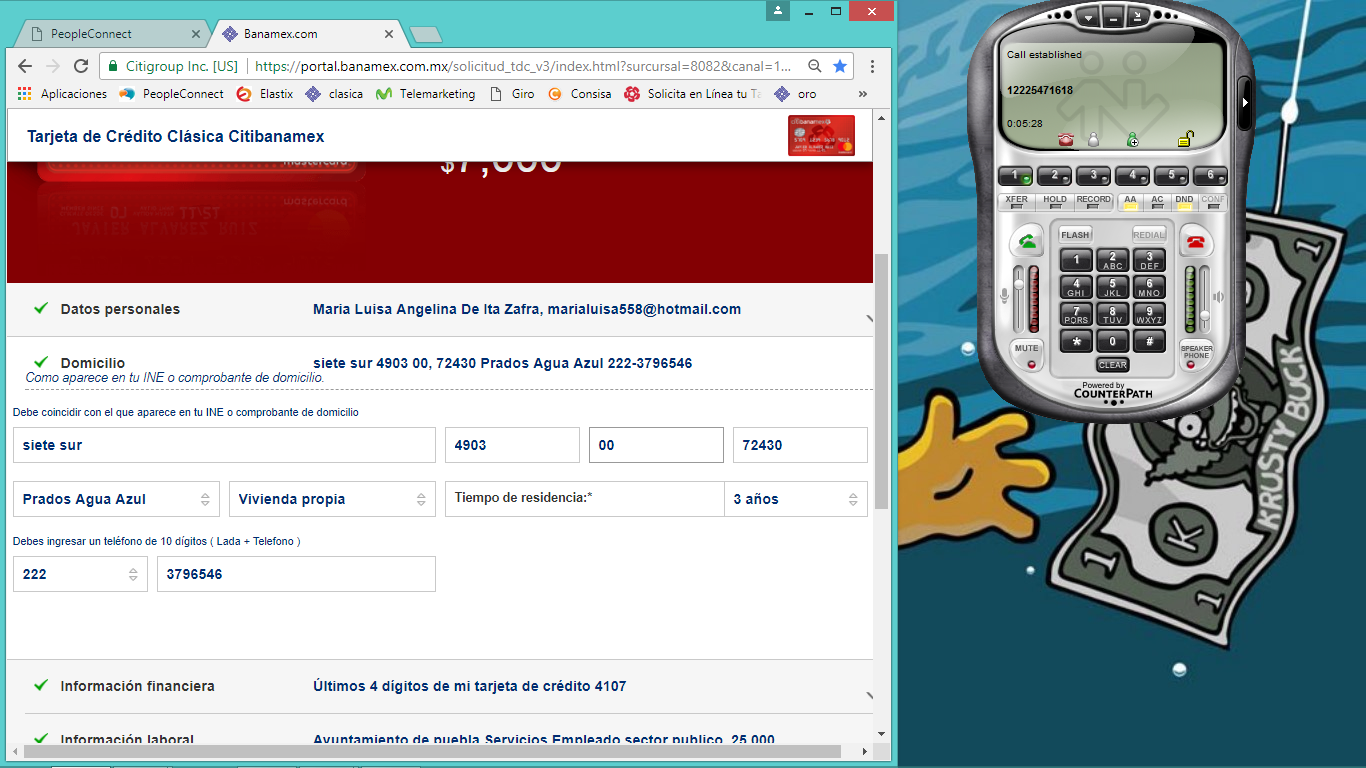 PeopleConnect
Banamex.com
Citigroup Inc. [US]
https://portal.banamex.com.mx/solicitud_tdc_v3/index.html?surcursal=8082&canal=1...
Aplicaciones
PeopleConnect
Elastix
clasica
Telemarketing
Giro
Consisa
Solicita en Línea tu Ta
oro
»
Tarjeta de Crédito Clásica Citibanamex
citibanamex
mastercard
$7,000
mastercard
JAVIER ALVAREZ RUIZ
Datos personales
Maria Luisa Angelina De Ita Zafra, marialuisa558@hotmail.com
Domicilio
siete sur 4903 00, 72430 Prados Agua Azul 222-3796546
Como aparece en tu INE o comprobante de domicilio.
Debe coincidir con el que aparece en tu INE o comprobante de domicilio
siete sur
4903
00
72430
Prados Agua Azul
Vivienda propia
Tiempo de residencia:*
3 años
Debes ingresar un teléfono de 10 dígitos ( Lada + Telefono )
222
3796546
Información financiera
Últimos 4 dígitos de mi tarjeta de crédito 4107
Información laboral
Ayuntamiento de puebla Servicios Empleado sector publico, 25,000
Call established
12225471618
0:05:28
1 2 3 4 5 6
XFER HOLD RECORD AA AC DND CONF
FLASH
REDIAL
1
2 ABC
3 DEF
4 GHI
5 JKL
6 MNO
7 PQRS
8 TUV
9 WXYZ
* 0 #
MUTE
SPEAKER PHONE
CLEAR
Powered by
COUNTERPATH
1
KRUSTY BUCK
K
1
1